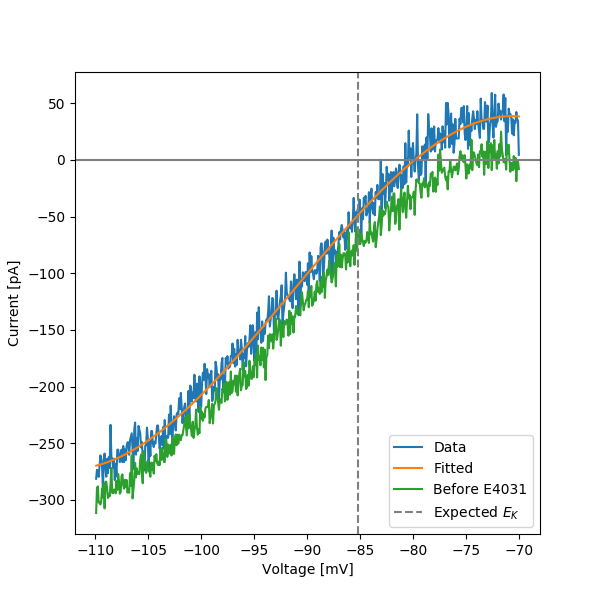 50
0
−50
−100
−150
−200
−250
−300
Current [pA]
−110
−105
−100
−95
−90
−85
−80
−75
−70
Voltage [mV]
Data
Fitted
Before E4031
Expected E_K